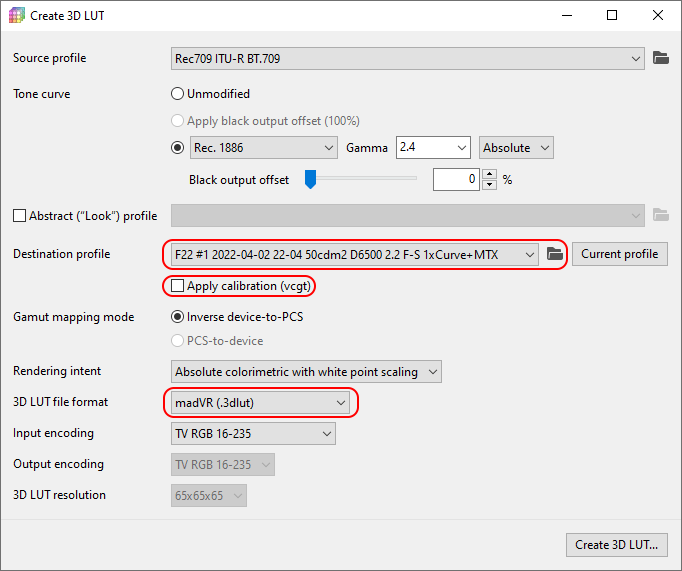 Create 3D LUT
Source profile Rec709 ITU-R BT.709
Tone curve Unmodified
Apply black output offset (100%)
Rec. 1886 Gamma 2.4 Absolute
Black output offset 0 %
Abstract (“Look”) profile
Destination profile F22 #1 2022-04-02 22-04 50cdm2 D6500 2.2 F-S 1xCurve+MTX Current profile
Apply calibration (vcgt)
Gamut mapping mode Inverse device-to-PCS
PCS-to-device
Rendering intent Absolute colorimetric with white point scaling
3D LUT file format madVR (.3dlut)
Input encoding TV RGB 16-235
Output encoding TV RGB 16-235
3D LUT resolution 65x65x65
Create 3D LUT...